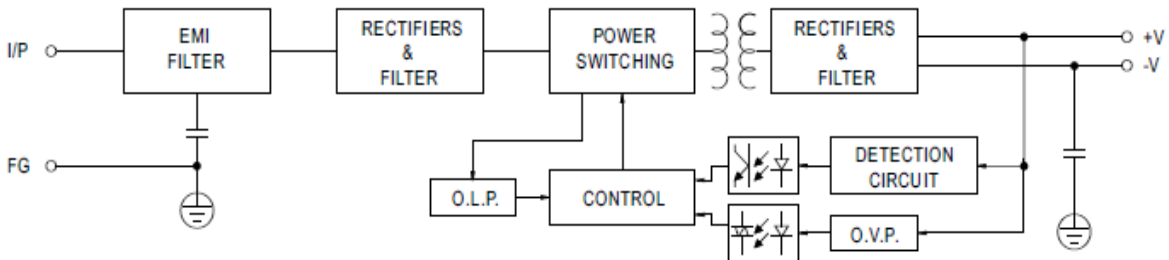 I/P
EMI
FILTER
RECTIFIERS
&
FILTER
POWER
SWITCHING
RECTIFIERS
&
FILTER
+V
-V
FG
O.L.P.
CONTROL
DETECTION
CIRCUIT
O.V.P.